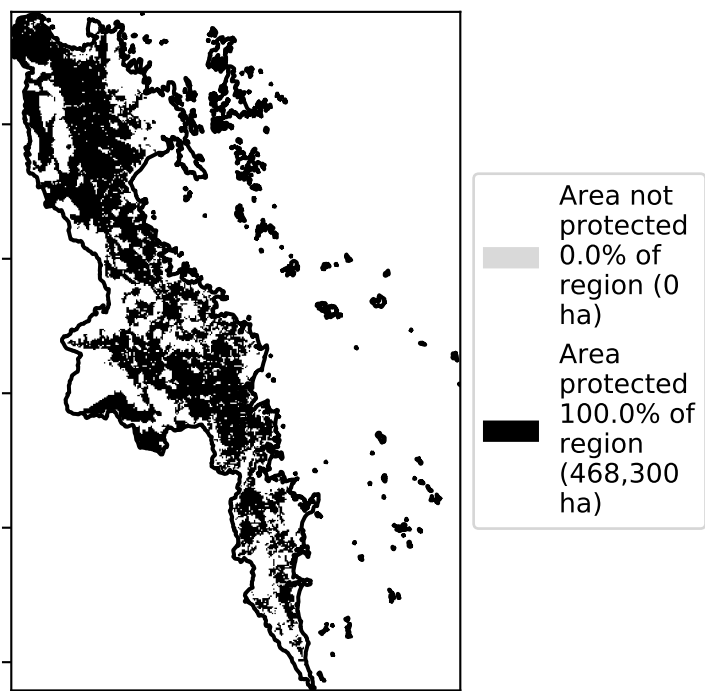 Area not
protected
0.0% of
region (0
ha)
Area
protected
100.0% of
region
(468,300
ha)